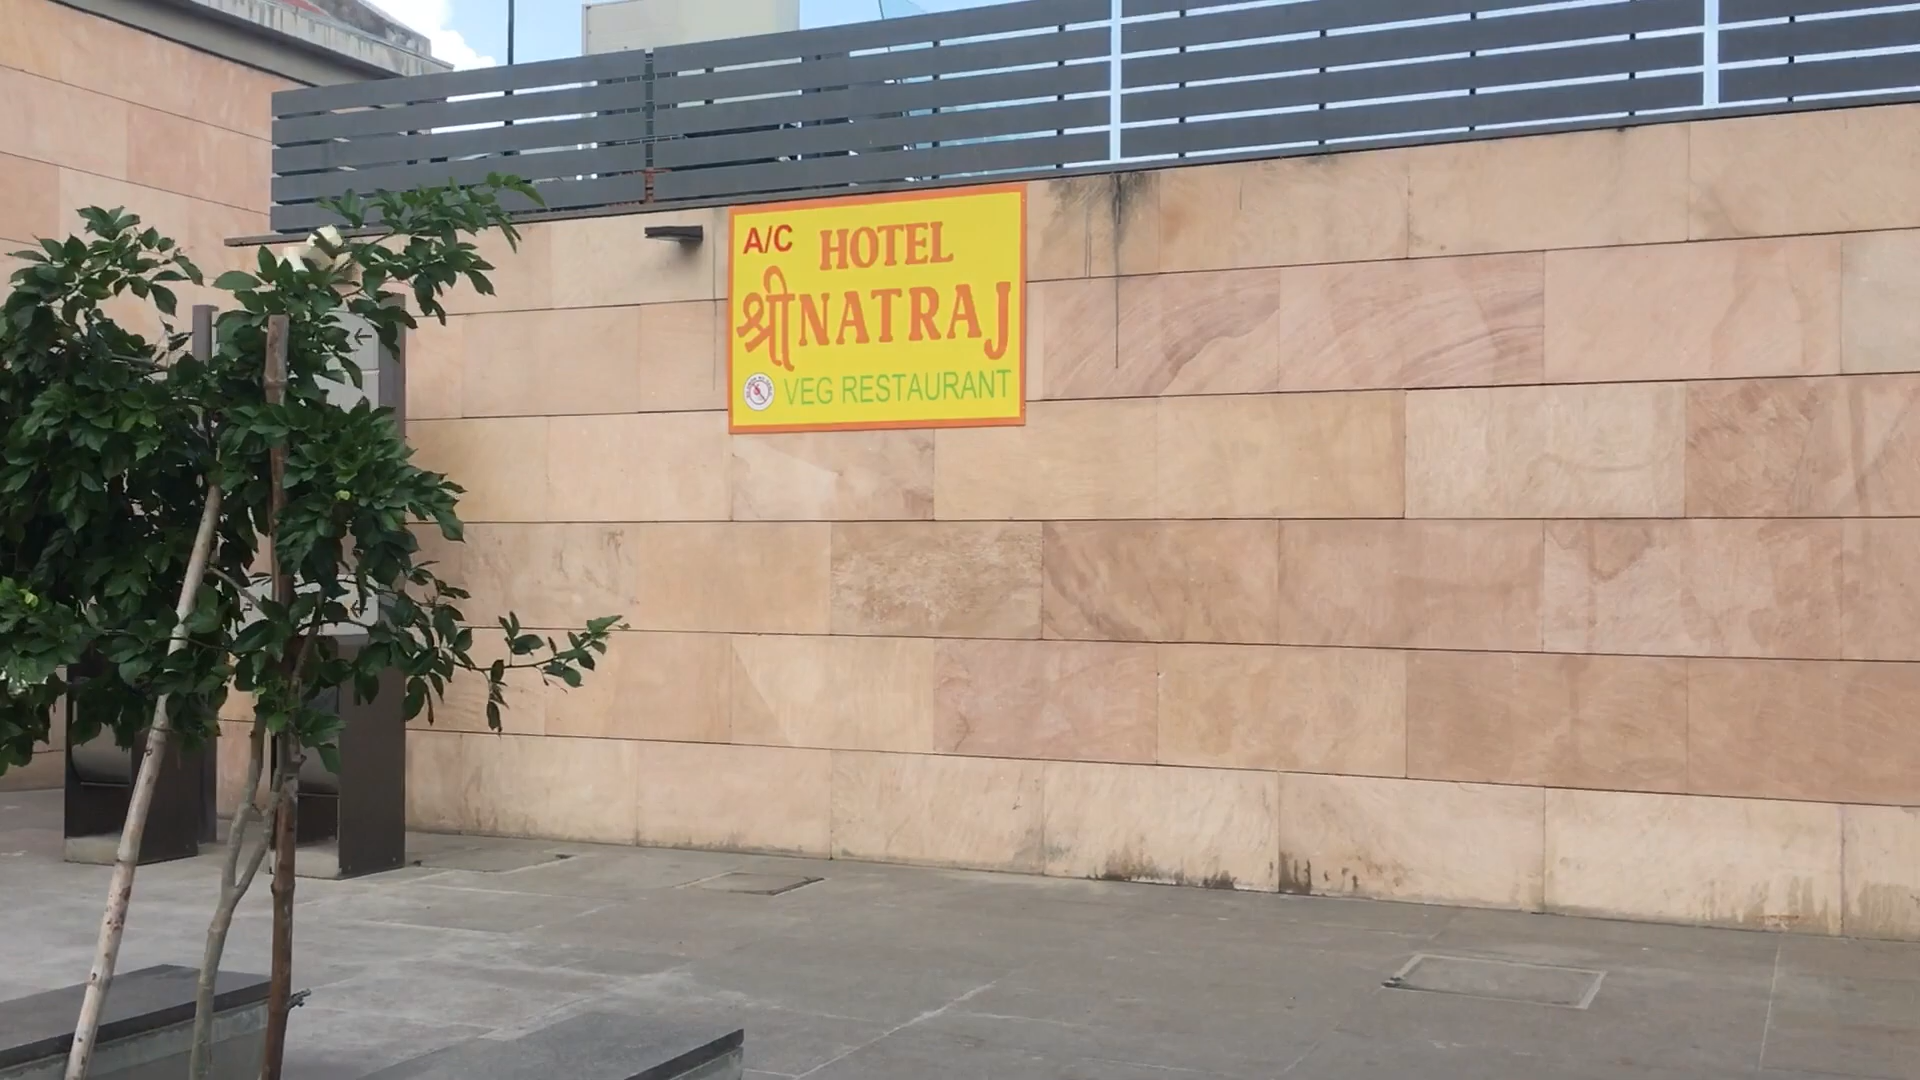 A/C HOTEL
श्री NATRAJ
VEG RESTAURANT